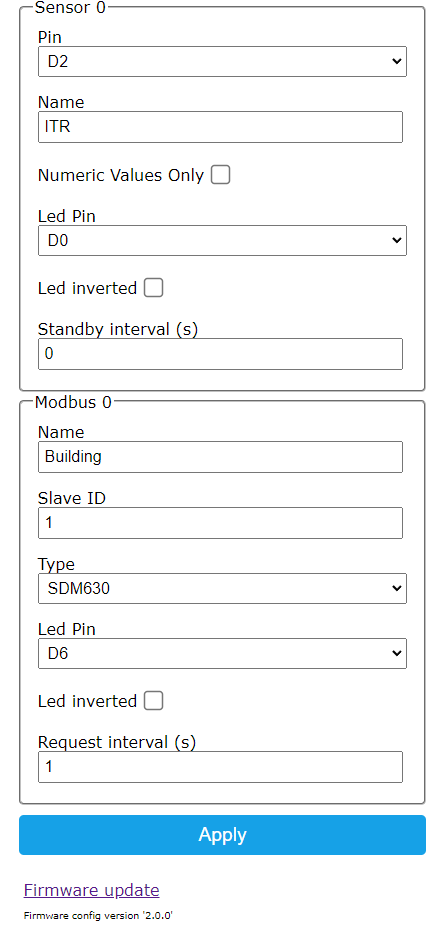 Sensor 0
Pin
D2
Name
ITR
Numeric Values Only
Led Pin
D0
Led inverted
Standby interval (s)
0
Modbus 0
Name
Building
Slave ID
1
Type
SDM630
Led Pin
D6
Led inverted
Request interval (s)
1
Apply
Firmware update
Firmware config version '2.0.0'